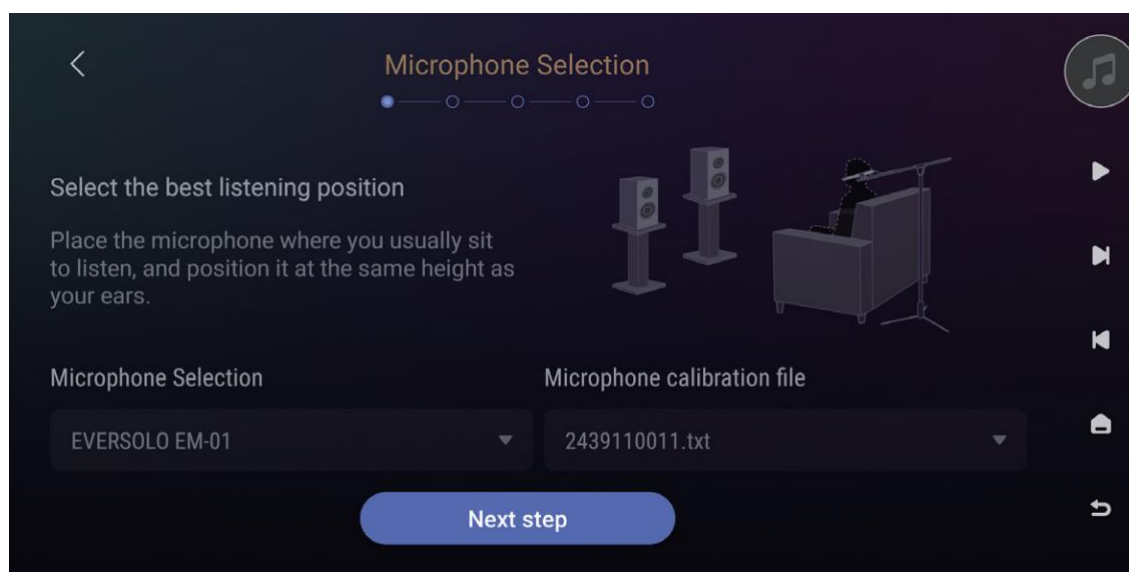 Microphone Selection
Select the best listening position
Place the microphone where you usually sit
to listen, and position it at the same height as
your ears.
Microphone Selection
Microphone calibration file
EVERSOLO EM-01
2439110011.txt
Next step